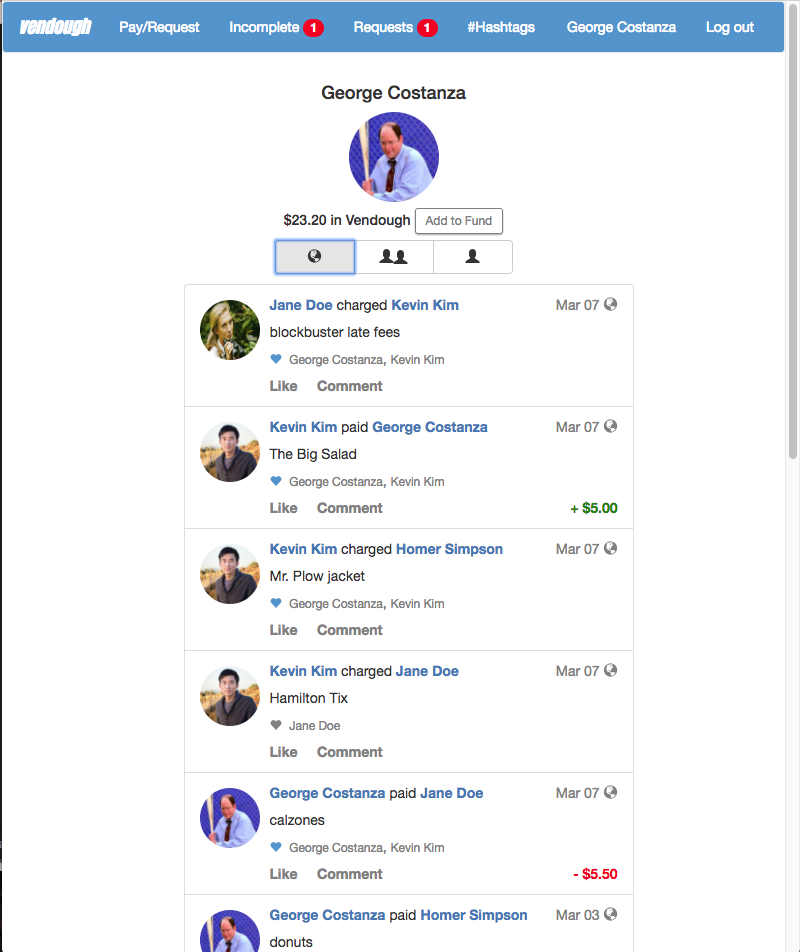 vendough Pay/Request Incomplete 1 Requests 1 #Hashtags George Costanza Log out
George Costanza
$23.20 in Vendough Add to Fund
Jane Doe charged Kevin Kim Mar 07
blockbuster late fees
George Costanza, Kevin Kim
Like Comment
Kevin Kim paid George Costanza Mar 07
The Big Salad
George Costanza, Kevin Kim
Like Comment + $5.00
Kevin Kim charged Homer Simpson Mar 07
Mr. Plow jacket
George Costanza, Kevin Kim
Like Comment
Kevin Kim charged Jane Doe Mar 07
Hamilton Tix
Jane Doe
Like Comment
George Costanza paid Jane Doe Mar 07
calzones
George Costanza, Kevin Kim
Like Comment - $5.50
George Costanza paid Homer Simpson Mar 03
donuts